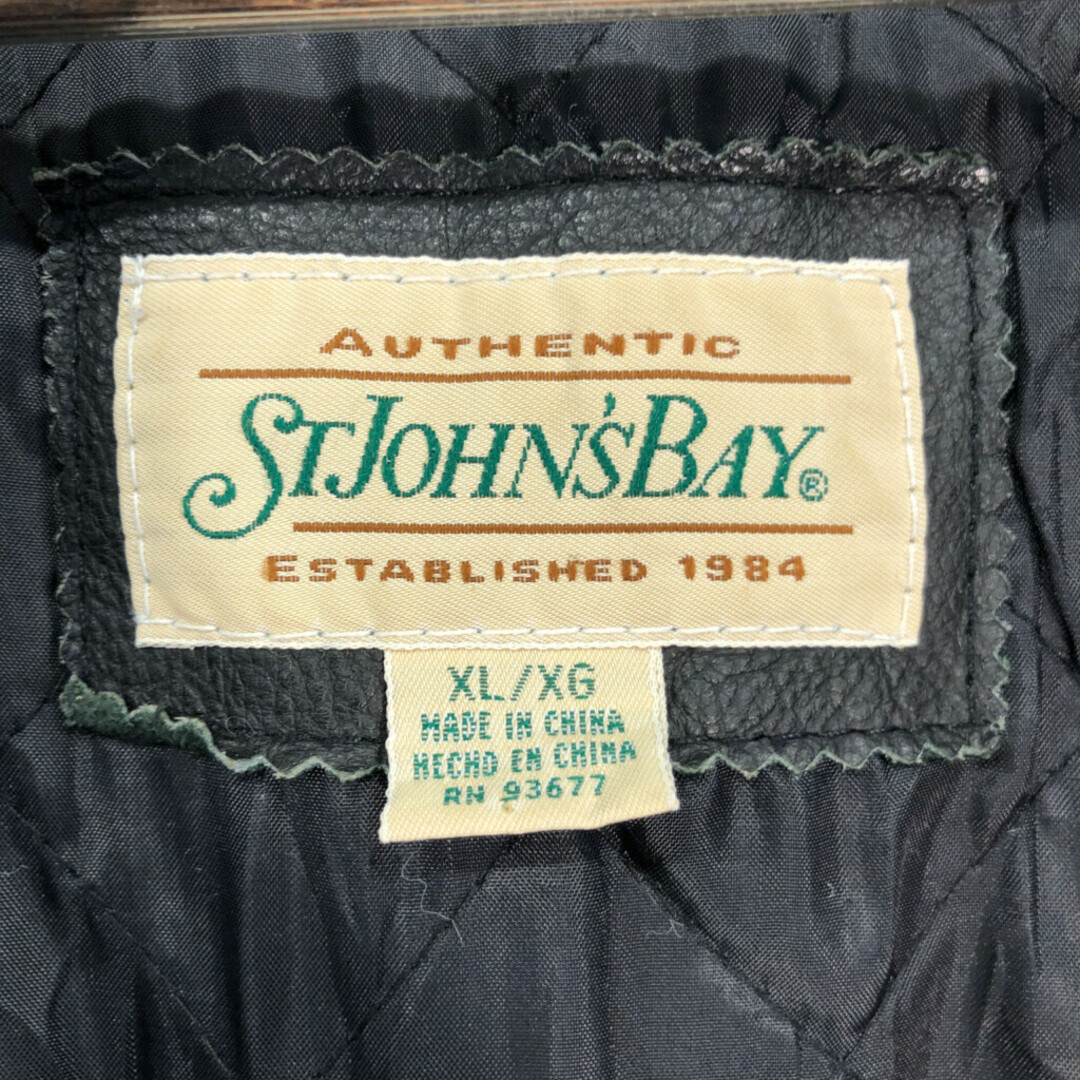 AUTHENTIC
ST JOHN'S BAY®
ESTABLISHED 1984
XL/XG
MADE IN CHINA
HECHO EN CHINA
RN 93677